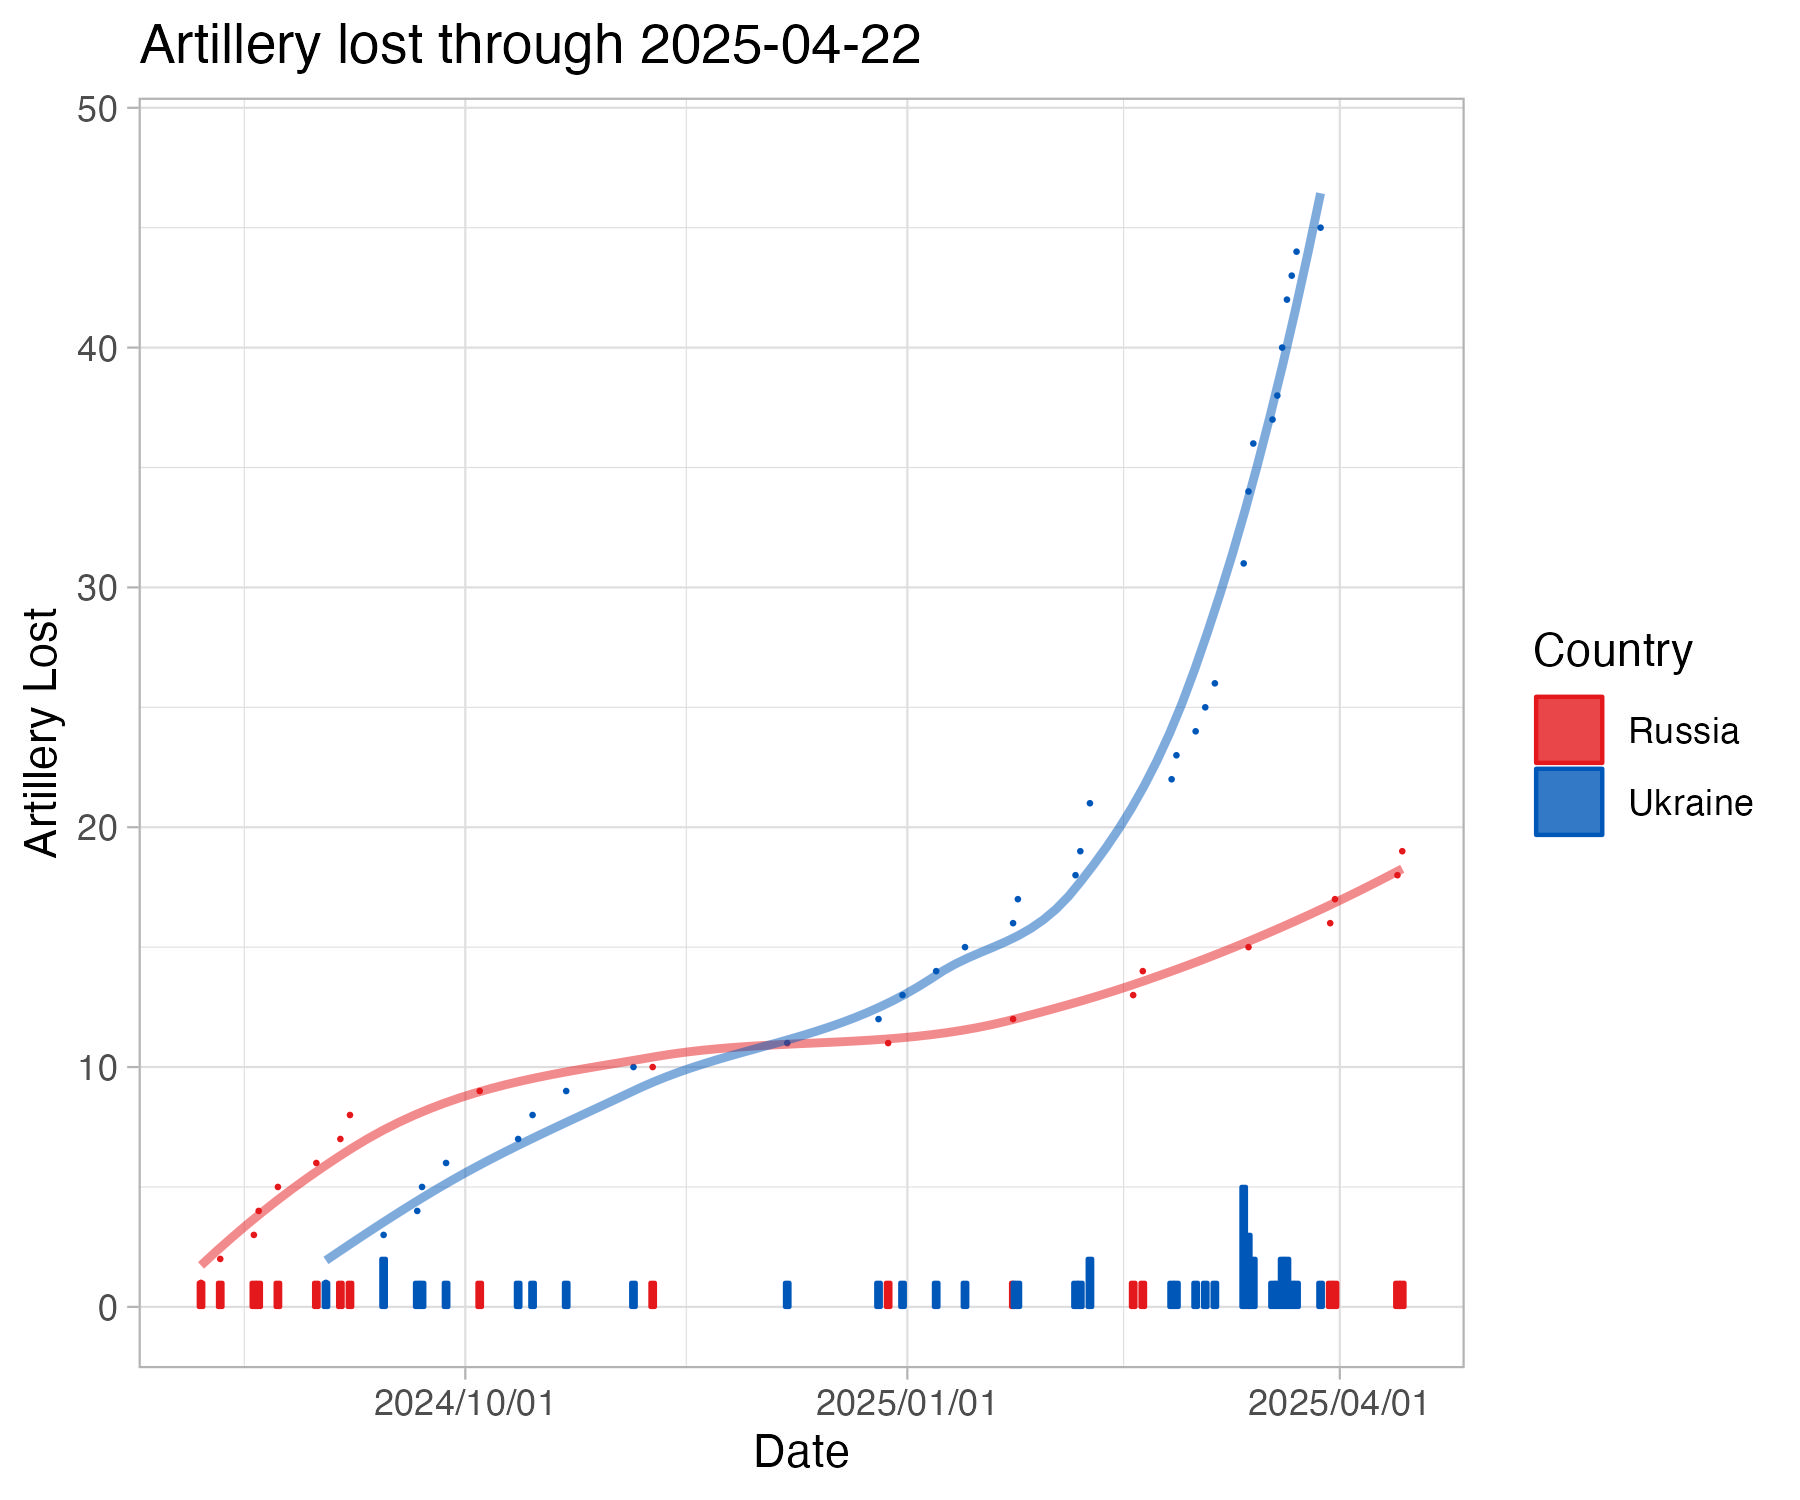 Artillery lost through 2025-04-22
50
40
30
20
10
0
Artillery Lost
2024/10/01
2025/01/01
2025/04/01
Date
Country
Russia
Ukraine